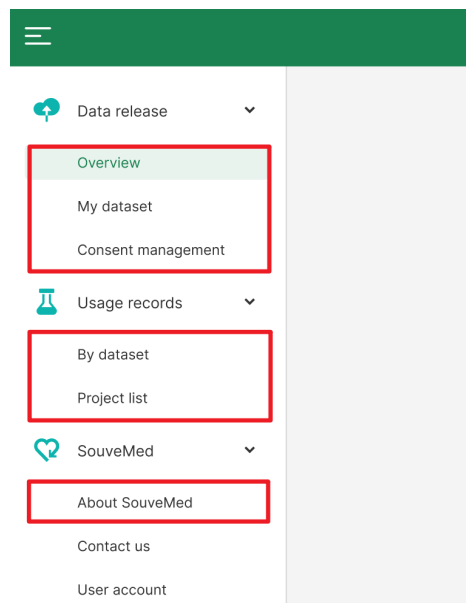 Data release
Overview
My dataset
Consent management
Usage records
By dataset
Project list
SouveMed
About SouveMed
Contact us
User account